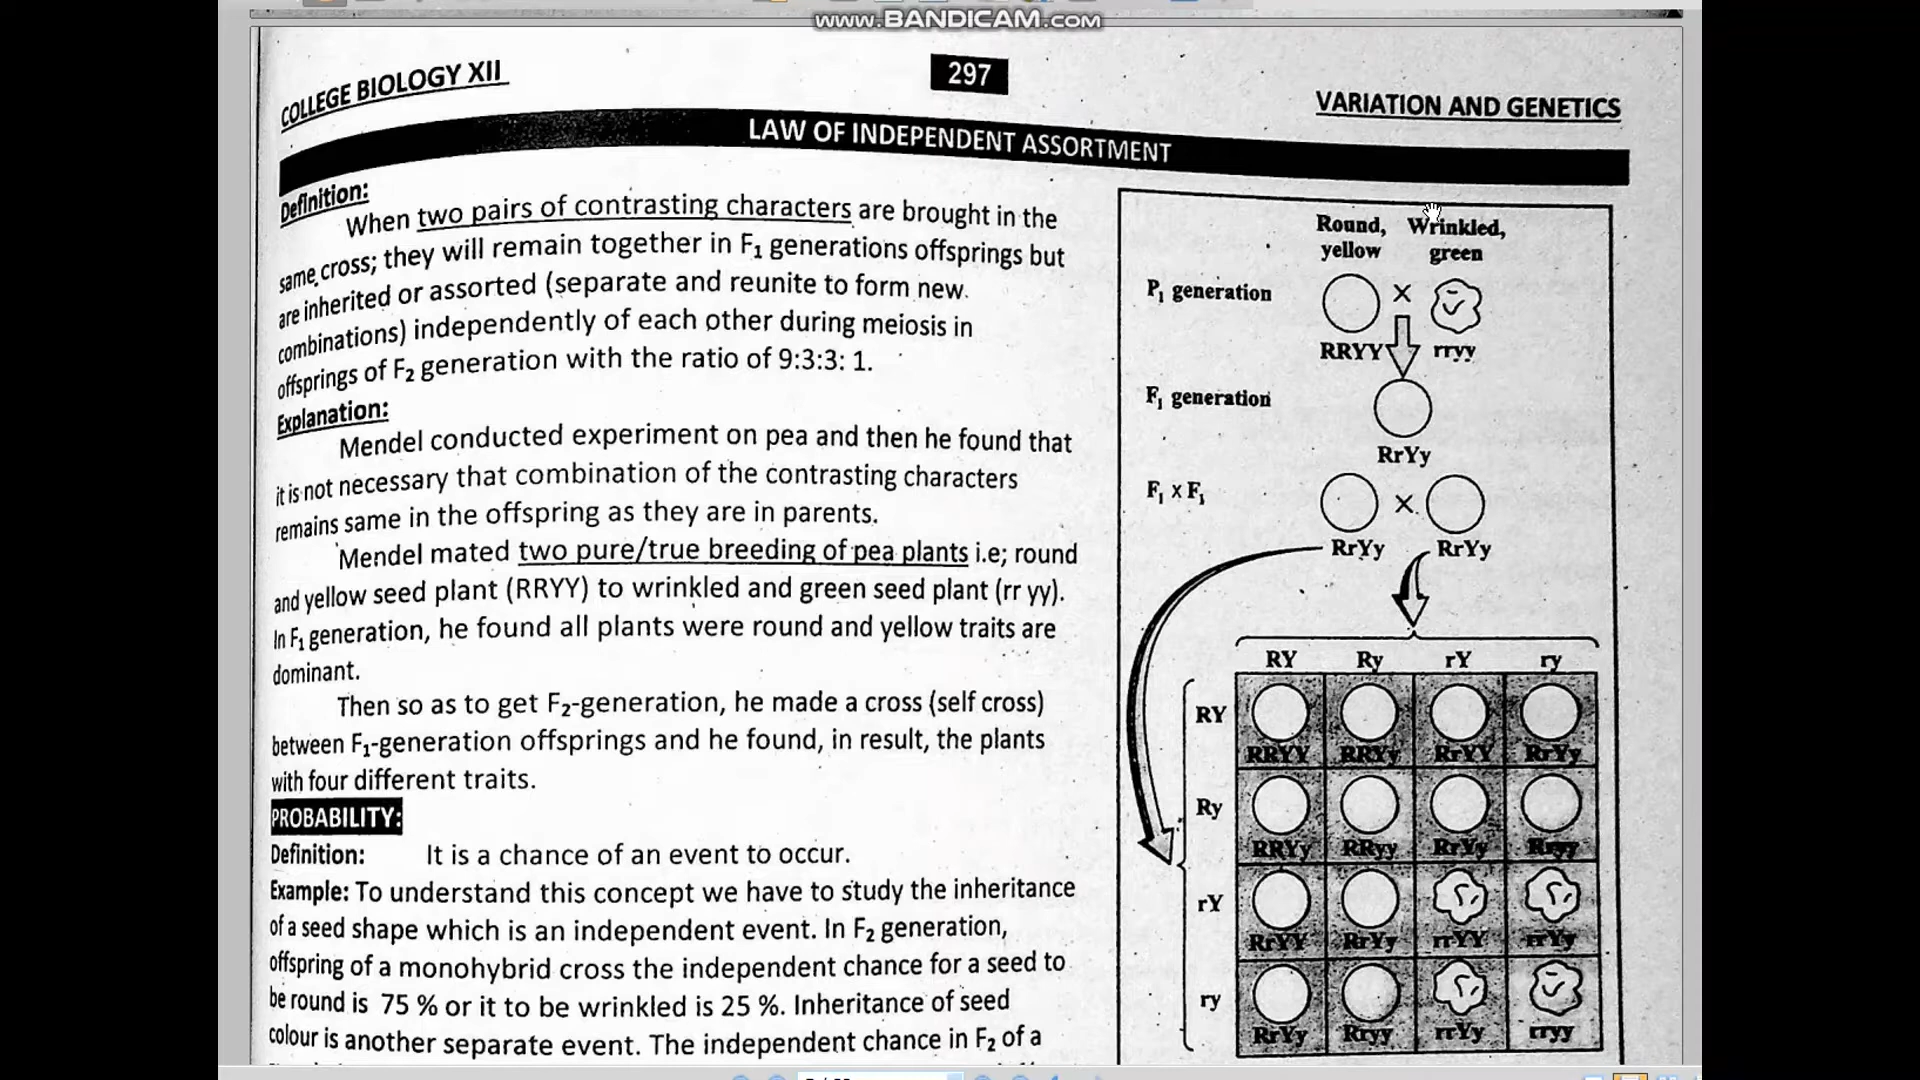 www.BANDICAM.com
COLLEGE BIOLOGY XII
297
VARIATION AND GENETICS
LAW OF INDEPENDENT ASSORTMENT
Definition:
When two pairs of contrasting characters are brought in the
same cross; they will remain together in F₁ generations offsprings but
are inherited or assorted (separate and reunite to form new
combinations) independently of each other during meiosis in
offsprings of F₂ generation with the ratio of 9:3:3: 1.
Explanation:
Mendel conducted experiment on pea and then he found that
it is not necessary that combination of the contrasting characters
remains same in the offspring as they are in parents.
Mendel mated two pure/true breeding of pea plants i.e; round
and yellow seed plant (RRYY) to wrinkled and green seed plant (rr yy).
In F₁ generation, he found all plants were round and yellow traits are
dominant.
Then so as to get F₂-generation, he made a cross (self cross)
between F₁-generation offsprings and he found, in result, the plants
with four different traits.
PROBABILITY:
Definition: It is a chance of an event to occur.
Example: To understand this concept we have to study the inheritance
of a seed shape which is an independent event. In F₂ generation,
offspring of a monohybrid cross the independent chance for a seed to
be round is 75 % or it to be wrinkled is 25 %. Inheritance of seed
colour is another separate event. The independent chance in F₂ of a
Round, Wrinkled,
yellow green
P₁ generation X
RRYY rryy
F₁ generation
RrYy
F₁ x F₁ X
RrYy RrYy
RY Ry rY ry
RY
RRYY RRYy RrYY RrYy
Ry
RRYy RRyy RrYy Rryy
rY
RrYY RrYy rrYY rrYy
ry
RrYy Rryy rrYy rryy